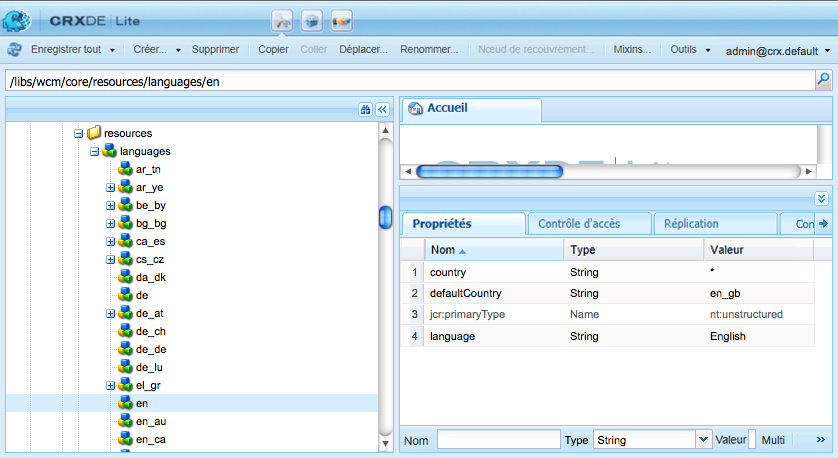 CRXDE | Lite
Enregistrer tout Créer... Supprimer Copier Coller Déplacer... Renommer... Nœud de recouvrement... Mixins... Outils admin@crx.default
/libs/wcm/core/resources/languages/en
resources
languages
ar_tn
ar_ye
be_by
bg_bg
ca_es
cs_cz
da_dk
de
de_at
de_ch
de_de
de_lu
el_gr
en
en_au
en_ca
Accueil
CRXDE | Lite
Propriétés Contrôle d'accès Réplication Con
Nom Type Valeur
1 country String *
2 defaultCountry String en_gb
3 jcr:primaryType Name nt:unstructured
4 language String English
Nom Type String Valeur Multi »